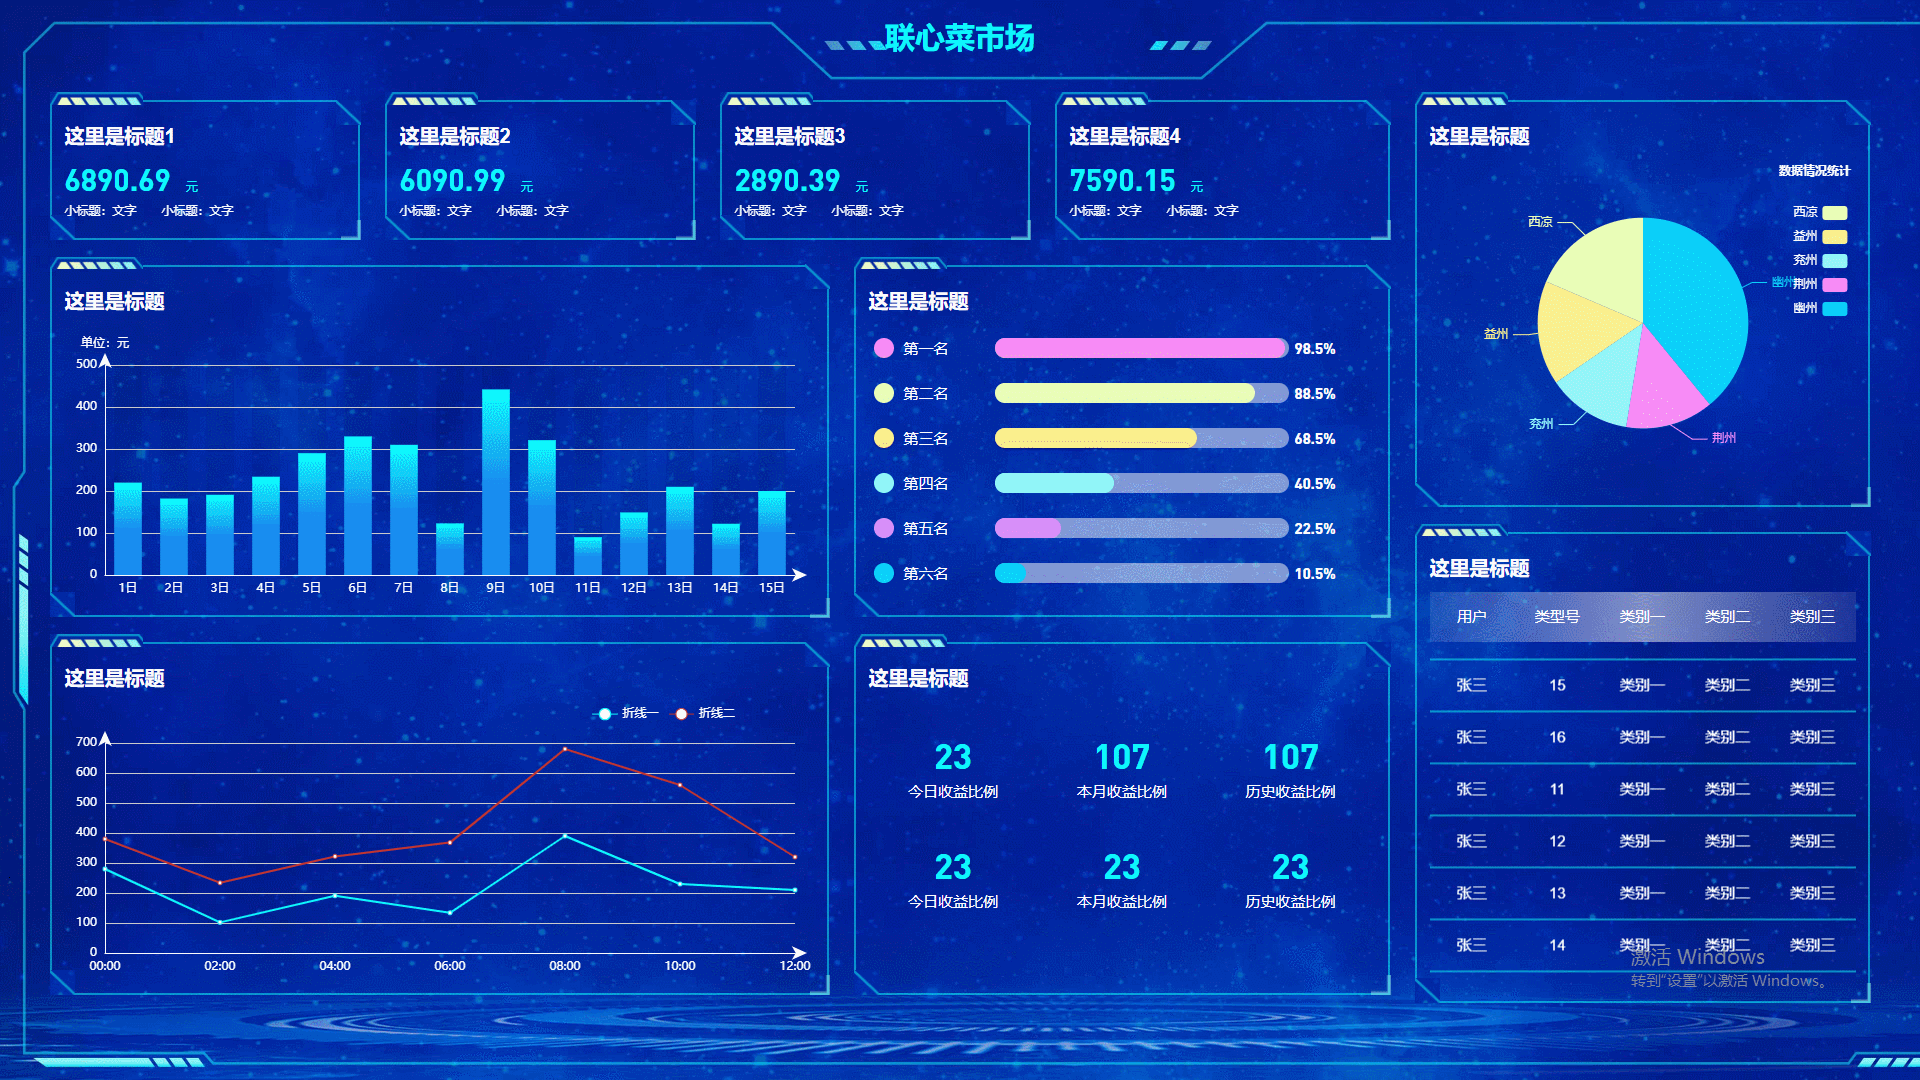 联心菜市场
这里是标题1
6890.69 元
小标题：文字 小标题：文字
这里是标题2
6090.99 元
小标题：文字 小标题：文字
这里是标题3
2890.39 元
小标题：文字 小标题：文字
这里是标题4
7590.15 元
小标题：文字 小标题：文字
这里是标题
数据情况统计
西凉
益州
兖州
荆州
幽州
西凉
幽州
益州
兖州
荆州
这里是标题
单位：元
500
400
300
200
100
0
1日 2日 3日 4日 5日 6日 7日 8日 9日 10日 11日 12日 13日 14日 15日
这里是标题
第一名 98.5%
第二名 88.5%
第三名 68.5%
第四名 40.5%
第五名 22.5%
第六名 10.5%
这里是标题
用户 类型号 类别一 类别二 类别三
张三 15 类别一 类别二 类别三
张三 16 类别一 类别二 类别三
张三 11 类别一 类别二 类别三
张三 12 类别一 类别二 类别三
张三 13 类别一 类别二 类别三
张三 14 类别一 类别二 类别三
这里是标题
折线一 折线二
700
600
500
400
300
200
100
0
00:00 02:00 04:00 06:00 08:00 10:00 12:00
这里是标题
23 107 107
今日收益比例 本月收益比例 历史收益比例
23 23 23
今日收益比例 本月收益比例 历史收益比例
激活 Windows
转到“设置”以激活 Windows。